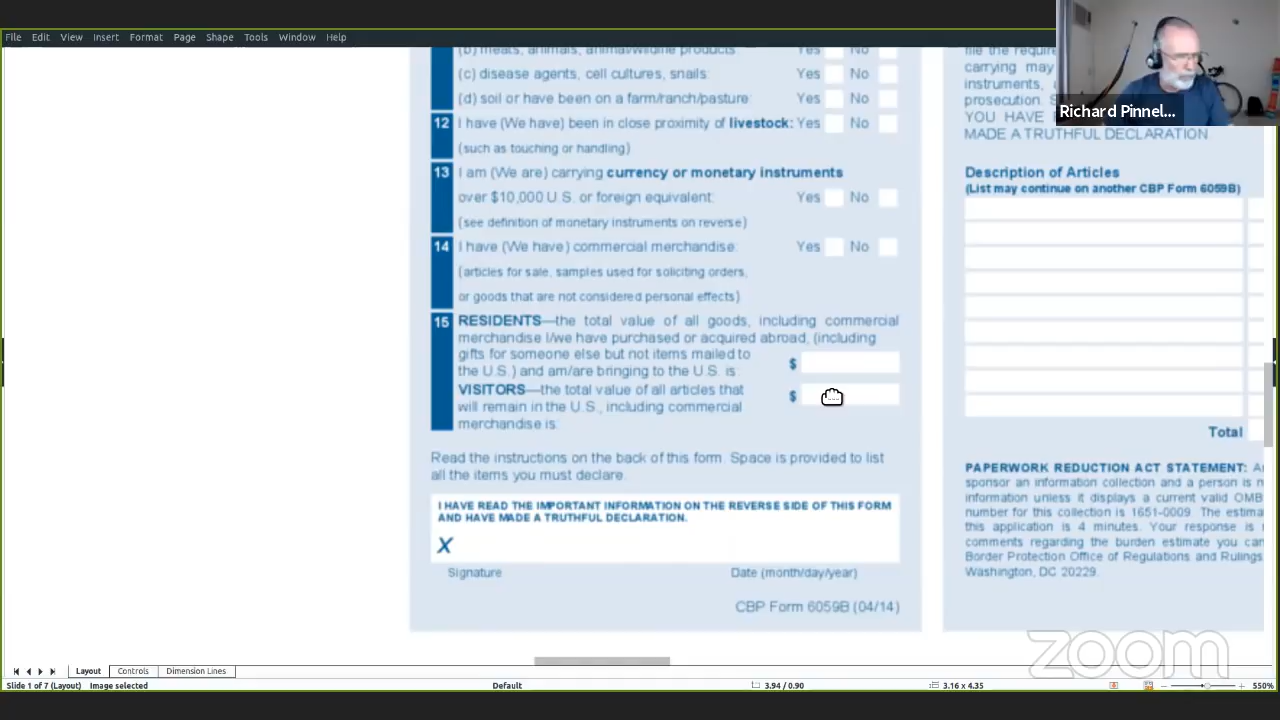 File Edit View Insert Format Page Shape Tools Window Help
(b) meats, animals, animal/wildlife products: Yes No
(c) disease agents, cell cultures, snails: Yes No
(d) soil or have been on a farm/ranch/pasture: Yes No
12 I have (We have) been in close proximity of livestock: Yes No
(such as touching or handling)
13 I am (We are) carrying currency or monetary instruments
over $10,000 U.S. or foreign equivalent: Yes No
(see definition of monetary instruments on reverse)
14 I have (We have) commercial merchandise: Yes No
(articles for sale, samples used for soliciting orders,
or goods that are not considered personal effects)
15 RESIDENTS—the total value of all goods, including commercial
merchandise I/we have purchased or acquired abroad, (including
gifts for someone else but not items mailed to
the U.S.) and am/are bringing to the U.S. is: $
VISITORS—the total value of all articles that
will remain in the U.S., including commercial $
merchandise is:
Read the instructions on the back of this form. Space is provided to list
all the items you must declare.
I HAVE READ THE IMPORTANT INFORMATION ON THE REVERSE SIDE OF THIS FORM
AND HAVE MADE A TRUTHFUL DECLARATION.
X
Signature Date (month/day/year)
CBP Form 6059B (04/14)
file the require
carrying may
instruments,
prosecution.
YOU HAVE
MADE A TRUTHFUL DECLARATION
Description of Articles
(List may continue on another CBP Form 6059B)
Total
PAPERWORK REDUCTION ACT STATEMENT: A
sponsor an information collection and a person is n
information unless it displays a current valid OMB
number for this collection is 1651-0009. The estima
this application is 4 minutes. Your response is
comments regarding the burden estimate you can
Border Protection Office of Regulations and Rulings
Washington, DC 20229.
Richard Pinnel...
zoom
Layout Controls Dimension Lines
Slide 1 of 7 (Layout) Image selected Default 3.94 / 0.90 3.16 x 4.35 550%